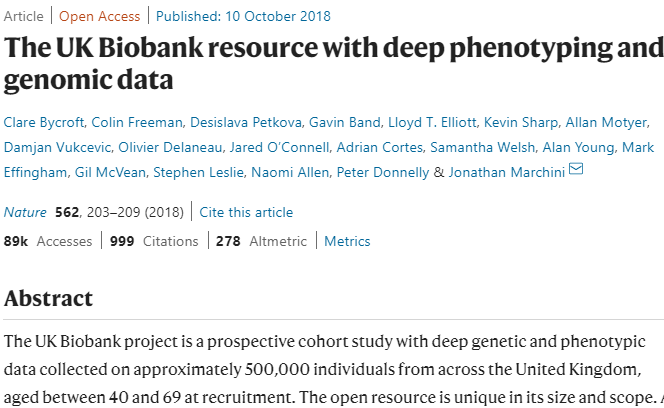 Article | Open Access | Published: 10 October 2018
The UK Biobank resource with deep phenotyping and
genomic data
Clare Bycroft, Colin Freeman, Desislava Petkova, Gavin Band, Lloyd T. Elliott, Kevin Sharp, Allan Motyer,
Damjan Vukcevic, Olivier Delaneau, Jared O’Connell, Adrian Cortes, Samantha Welsh, Alan Young, Mark
Effingham, Gil McVean, Stephen Leslie, Naomi Allen, Peter Donnelly & Jonathan Marchini
Nature 562, 203–209 (2018) | Cite this article
89k Accesses | 999 Citations | 278 Altmetric | Metrics
Abstract
The UK Biobank project is a prospective cohort study with deep genetic and phenotypic
data collected on approximately 500,000 individuals from across the United Kingdom,
aged between 40 and 69 at recruitment. The open resource is unique in its size and scope.